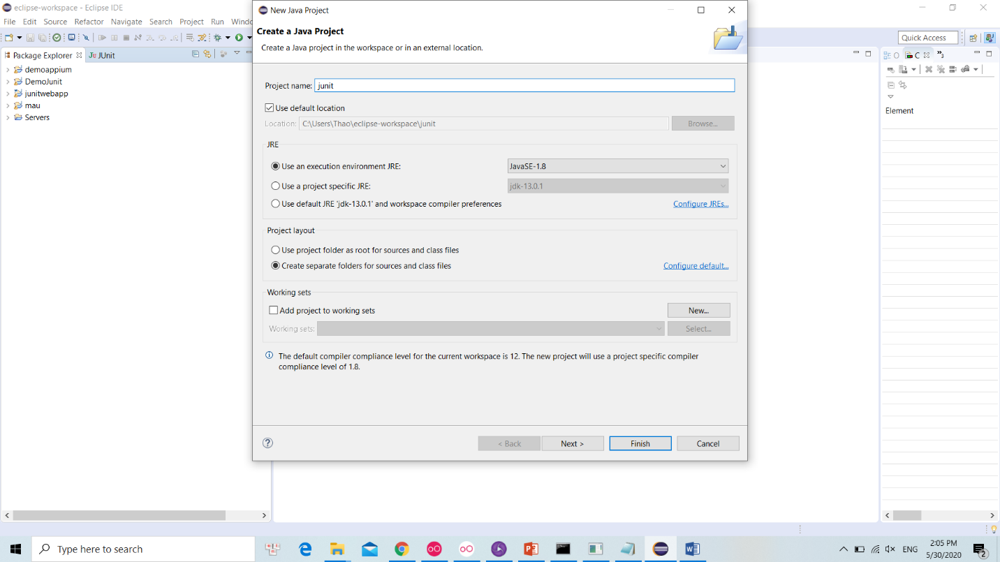 eclipse-workspace - Eclipse IDE
File Edit Source Refactor Navigate Search Project Run
Quick Access
Package Explorer
JUnit
demoappium
DemoJunit
junitwebapp
mau
Servers
New Java Project
Create a Java Project
Create a Java project in the workspace or in an external location.
Project name: junit
Use default location
Location: C:\Users\Thao\eclipse-workspace\junit Browse...
JRE
Use an execution environment JRE: JavaSE-1.8
Use a project specific JRE: jdk-13.0.1
Use default JRE 'jdk-13.0.1' and workspace compiler preferences Configure JREs...
Project layout
Use project folder as root for sources and class files
Create separate folders for sources and class files Configure default...
Working sets
Add project to working sets New...
Working sets: Select...
The default compiler compliance level for the current workspace is 12. The new project will use a project specific compiler
compliance level of 1.8.
< Back Next > Finish Cancel
O C »3
Element
Type here to search
ENG
2:05 PM
5/30/2020
2